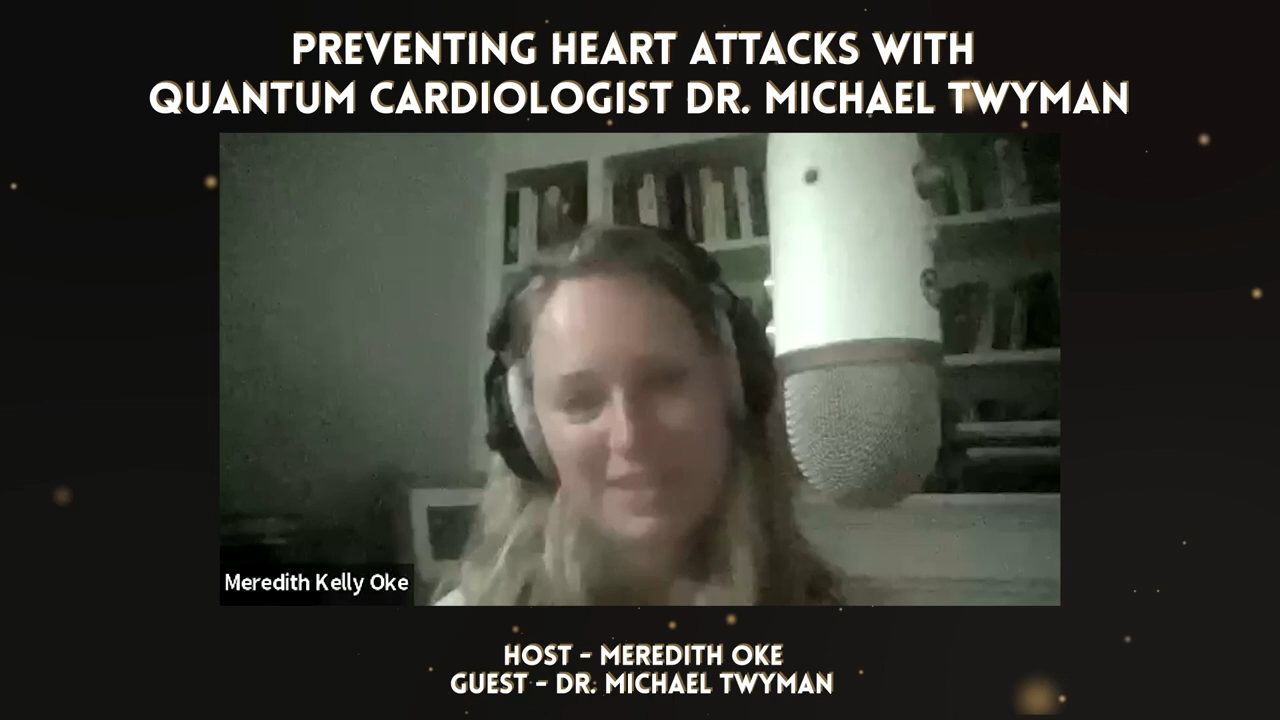 PREVENTING HEART ATTACKS WITH
QUANTUM CARDIOLOGIST DR. MICHAEL TWYMAN
Meredith Kelly Oke
HOST - MEREDITH OKE
GUEST - DR. MICHAEL TWYMAN